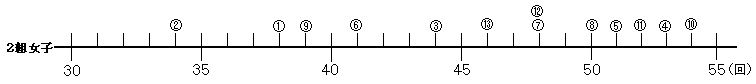 ⑫
② ① ⑨ ⑥ ③ ⑬ ⑦ ⑧ ⑤ ⑪ ④ ⑩
2組女子
30 35 40 45 50 55(回)